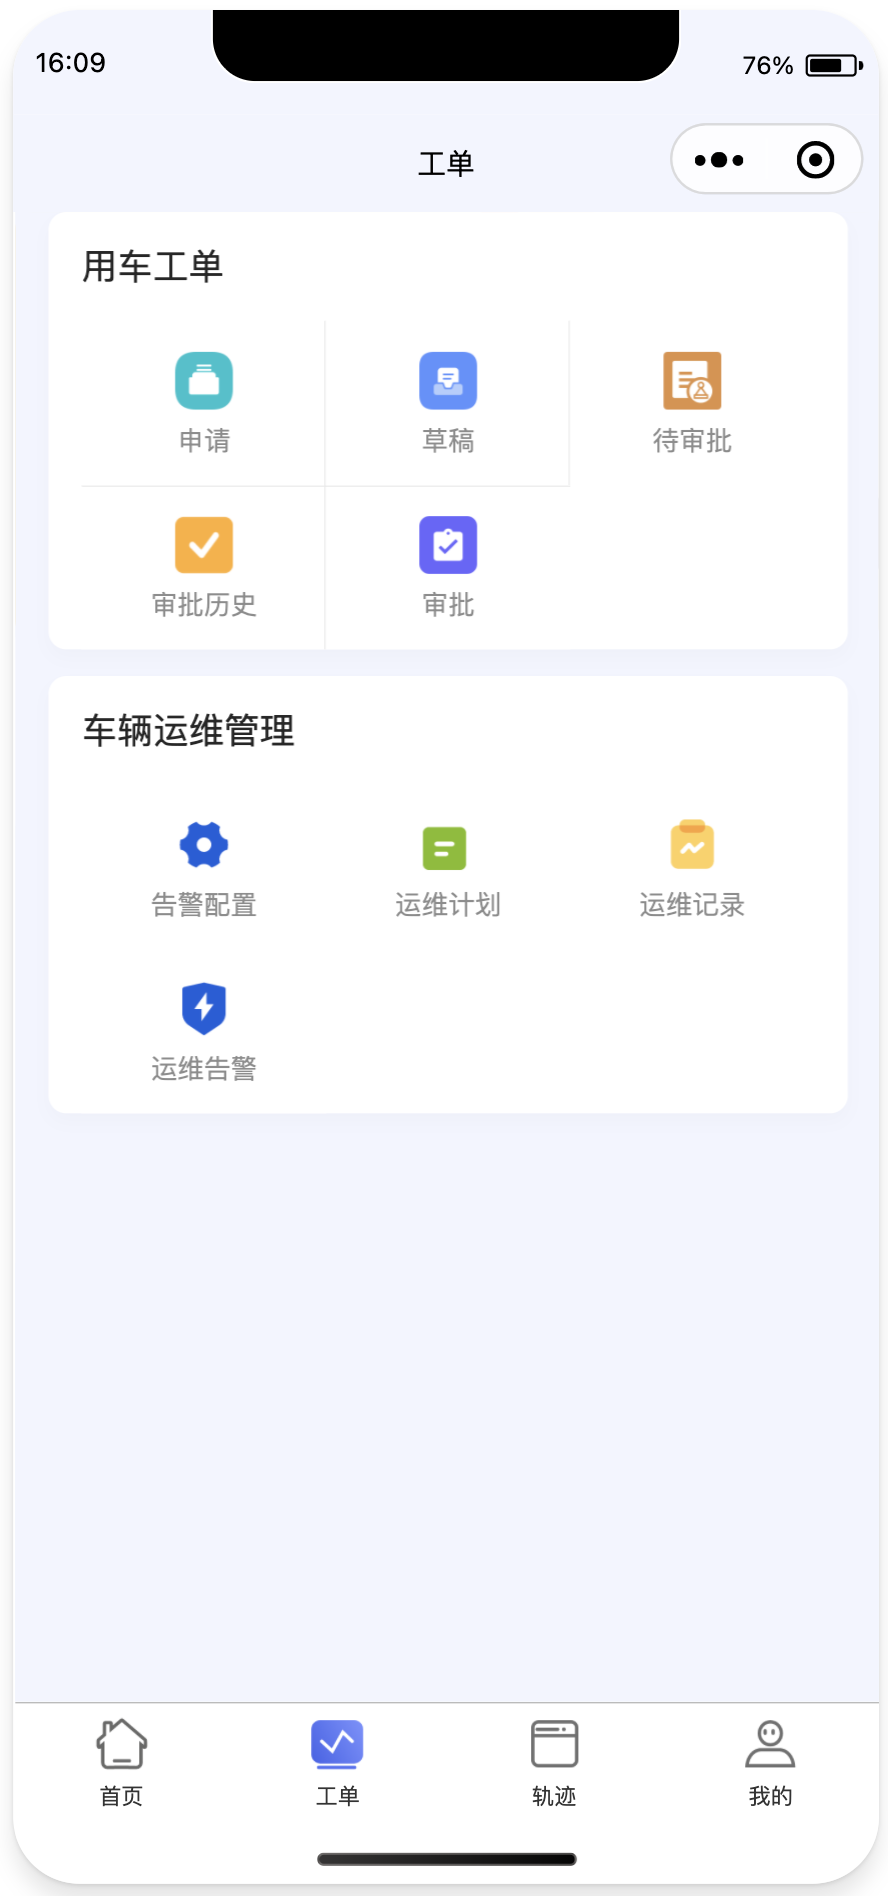 16:09
76%
工单
用车工单
申请
草稿
待审批
审批历史
审批
车辆运维管理
告警配置
运维计划
运维记录
运维告警
首页
工单
轨迹
我的